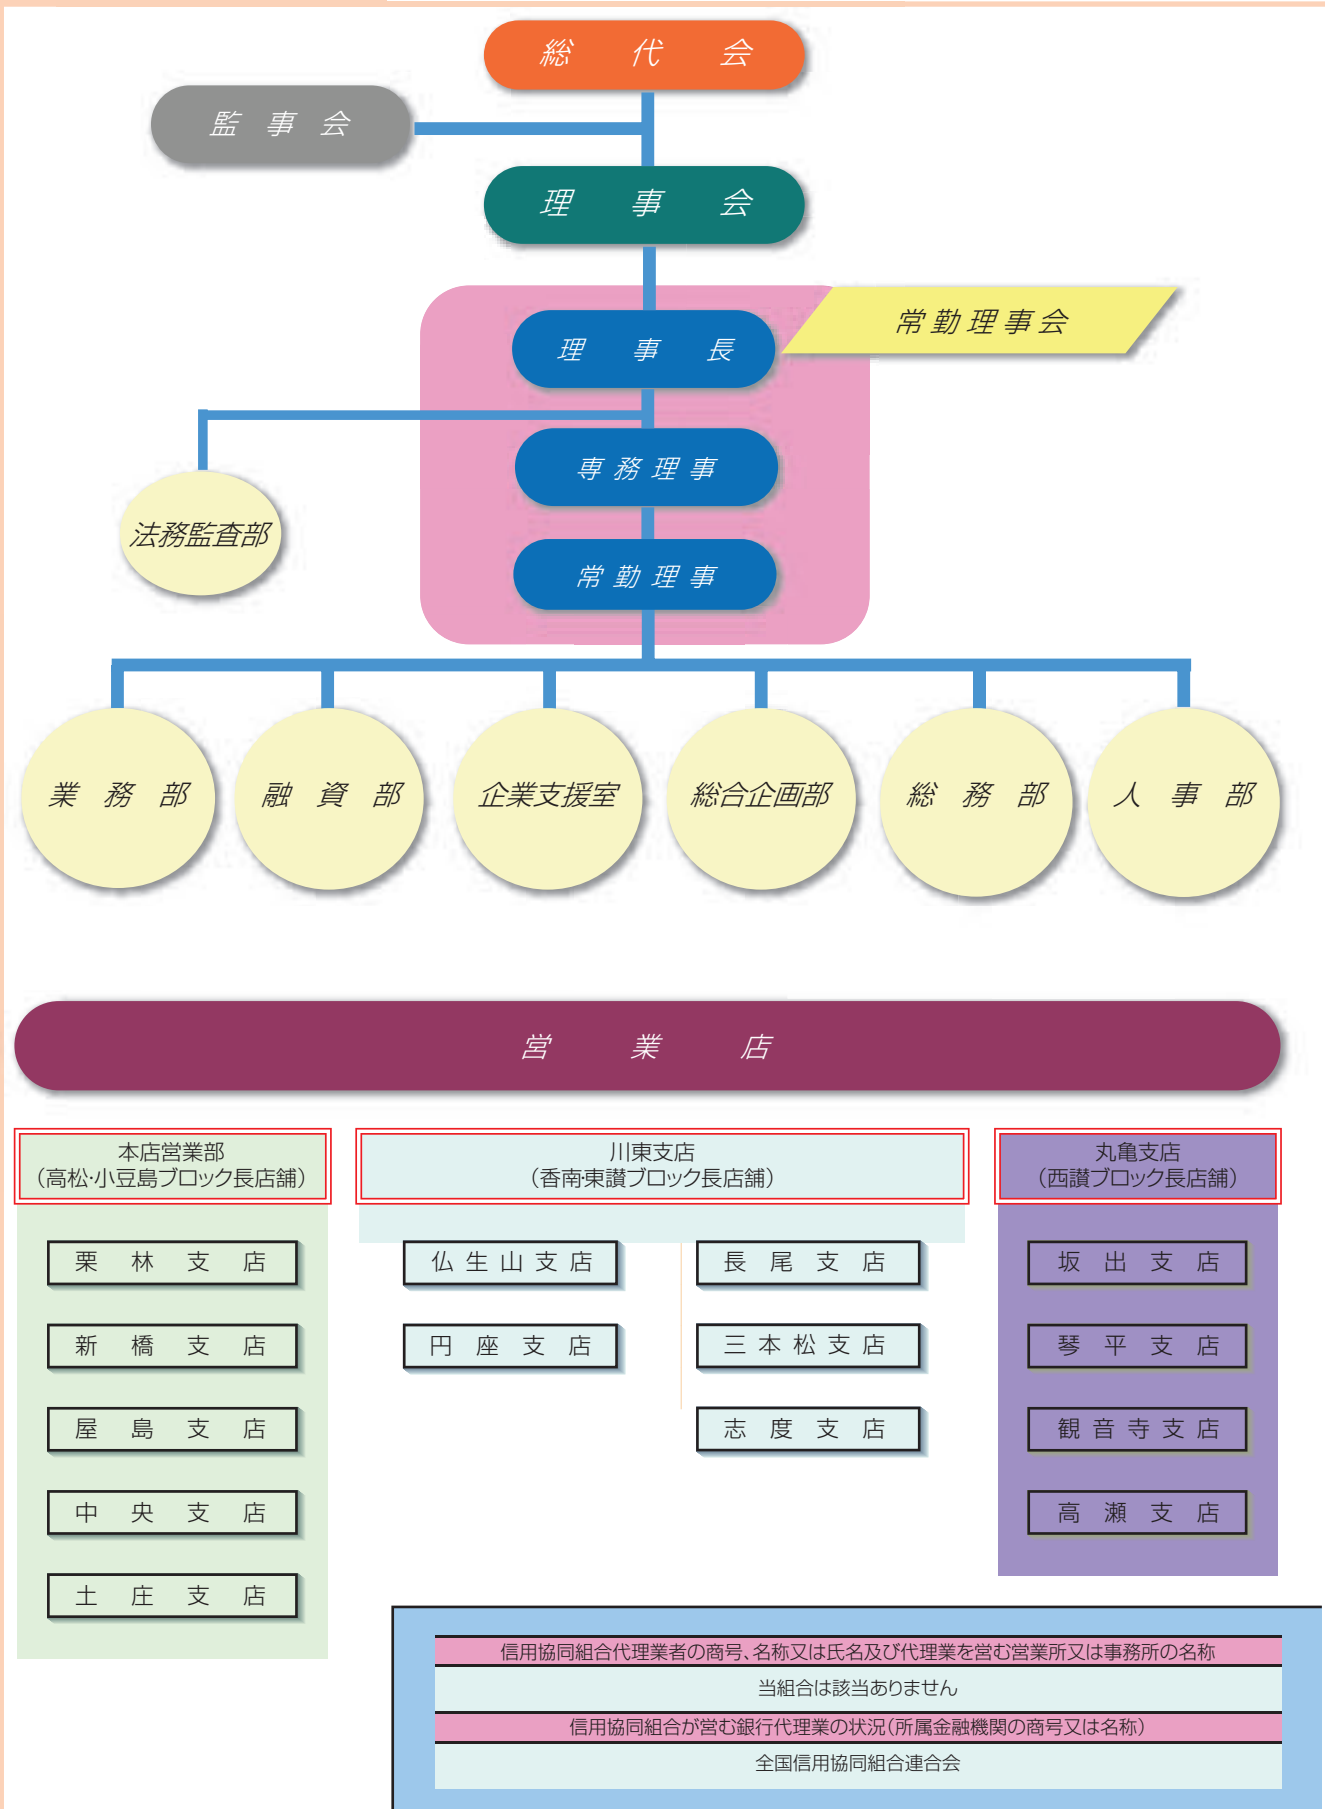 総代会
監事会
理事会
常勤理事会
理事長
専務理事
法務監査部
常勤理事
業務部
融資部
企業支援室
総合企画部
総務部
人事部
営業店
本店営業部
（高松・小豆島ブロック長店舗）
栗林支店
新橋支店
屋島支店
中央支店
土庄支店
川東支店
（香南・東讃ブロック長店舗）
仏生山支店
円座支店
長尾支店
三本松支店
志度支店
丸亀支店
（西讃ブロック長店舗）
坂出支店
琴平支店
観音寺支店
高瀬支店
信用協同組合代理業者の商号、名称又は氏名及び代理業を営む営業所又は事務所の名称
当組合は該当ありません
信用協同組合が営む銀行代理業の状況（所属金融機関の商号又は名称）
全国信用協同組合連合会